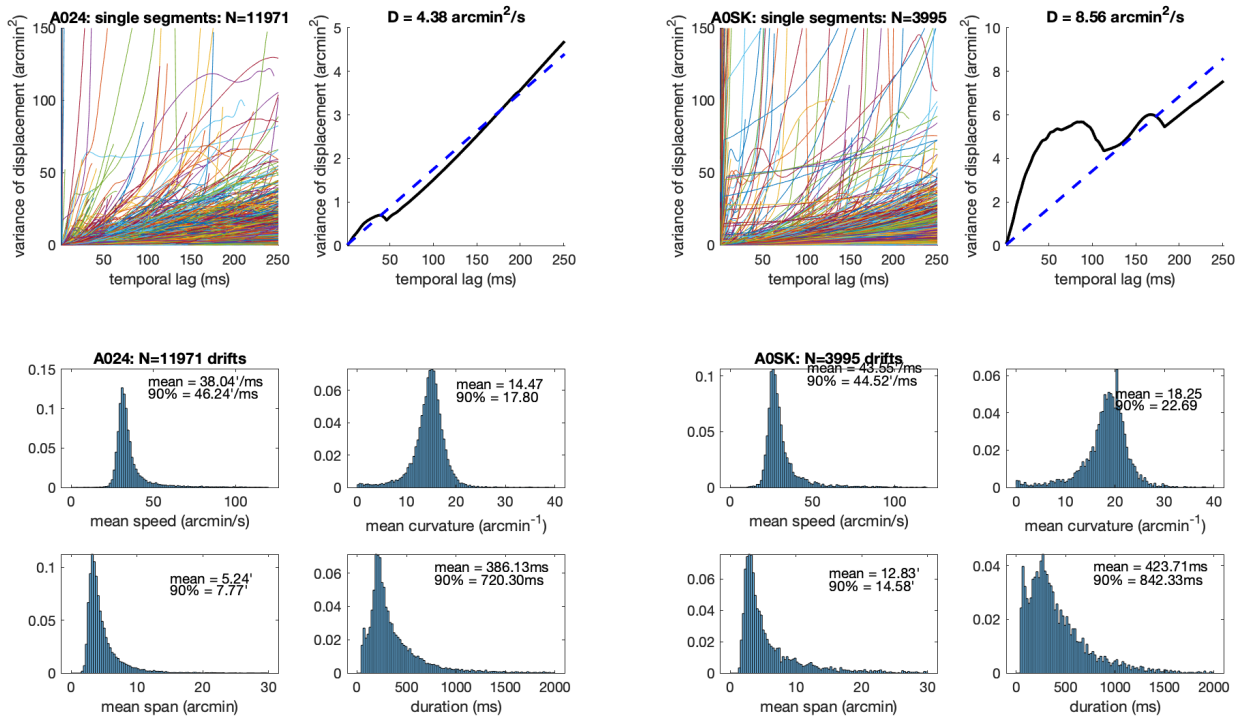 A024: single segments: N=11971
D = 4.38 arcmin²/s
A0SK: single segments: N=3995
D = 8.56 arcmin²/s
variance of displacement (arcmin²)
150
100
50
0
50 100 150 200 250
temporal lag (ms)
variance of displacement (arcmin²)
5
4
3
2
1
0
0 50 100 150 200 250
temporal lag (ms)
variance of displacement (arcmin²)
150
100
50
0
50 100 150 200 250
temporal lag (ms)
variance of displacement (arcmin²)
10
8
6
4
2
0
0 50 100 150 200 250
temporal lag (ms)
A024: N=11971 drifts
mean = 38.04'/ms
90% = 46.24'/ms
0.15
0.1
0.05
0
0 50 100
mean speed (arcmin/s)
mean = 14.47
90% = 17.80
0.06
0.04
0.02
0
0 10 20 30 40
mean curvature (arcmin⁻¹)
A0SK: N=3995 drifts
mean = 43.55'/ms
90% = 44.52'/ms
0.1
0.05
0
0 50 100
mean speed (arcmin/s)
mean = 18.25
90% = 22.69
0.06
0.04
0.02
0
0 10 20 30 40
mean curvature (arcmin⁻¹)
mean = 5.24'
90% = 7.77'
0.1
0.05
0
0 10 20 30
mean span (arcmin)
mean = 386.13ms
90% = 720.30ms
0.06
0.04
0.02
0
0 500 1000 1500 2000
duration (ms)
mean = 12.83'
90% = 14.58'
0.06
0.04
0.02
0
0 10 20 30
mean span (arcmin)
mean = 423.71ms
90% = 842.33ms
0.04
0.03
0.02
0.01
0
0 500 1000 1500 2000
duration (ms)